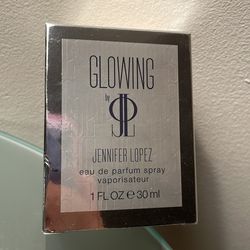 GLOWING
by
JL
JENNIFER LOPEZ
eau de parfum spray
vaporisateur
1 FL OZ e 30 ml